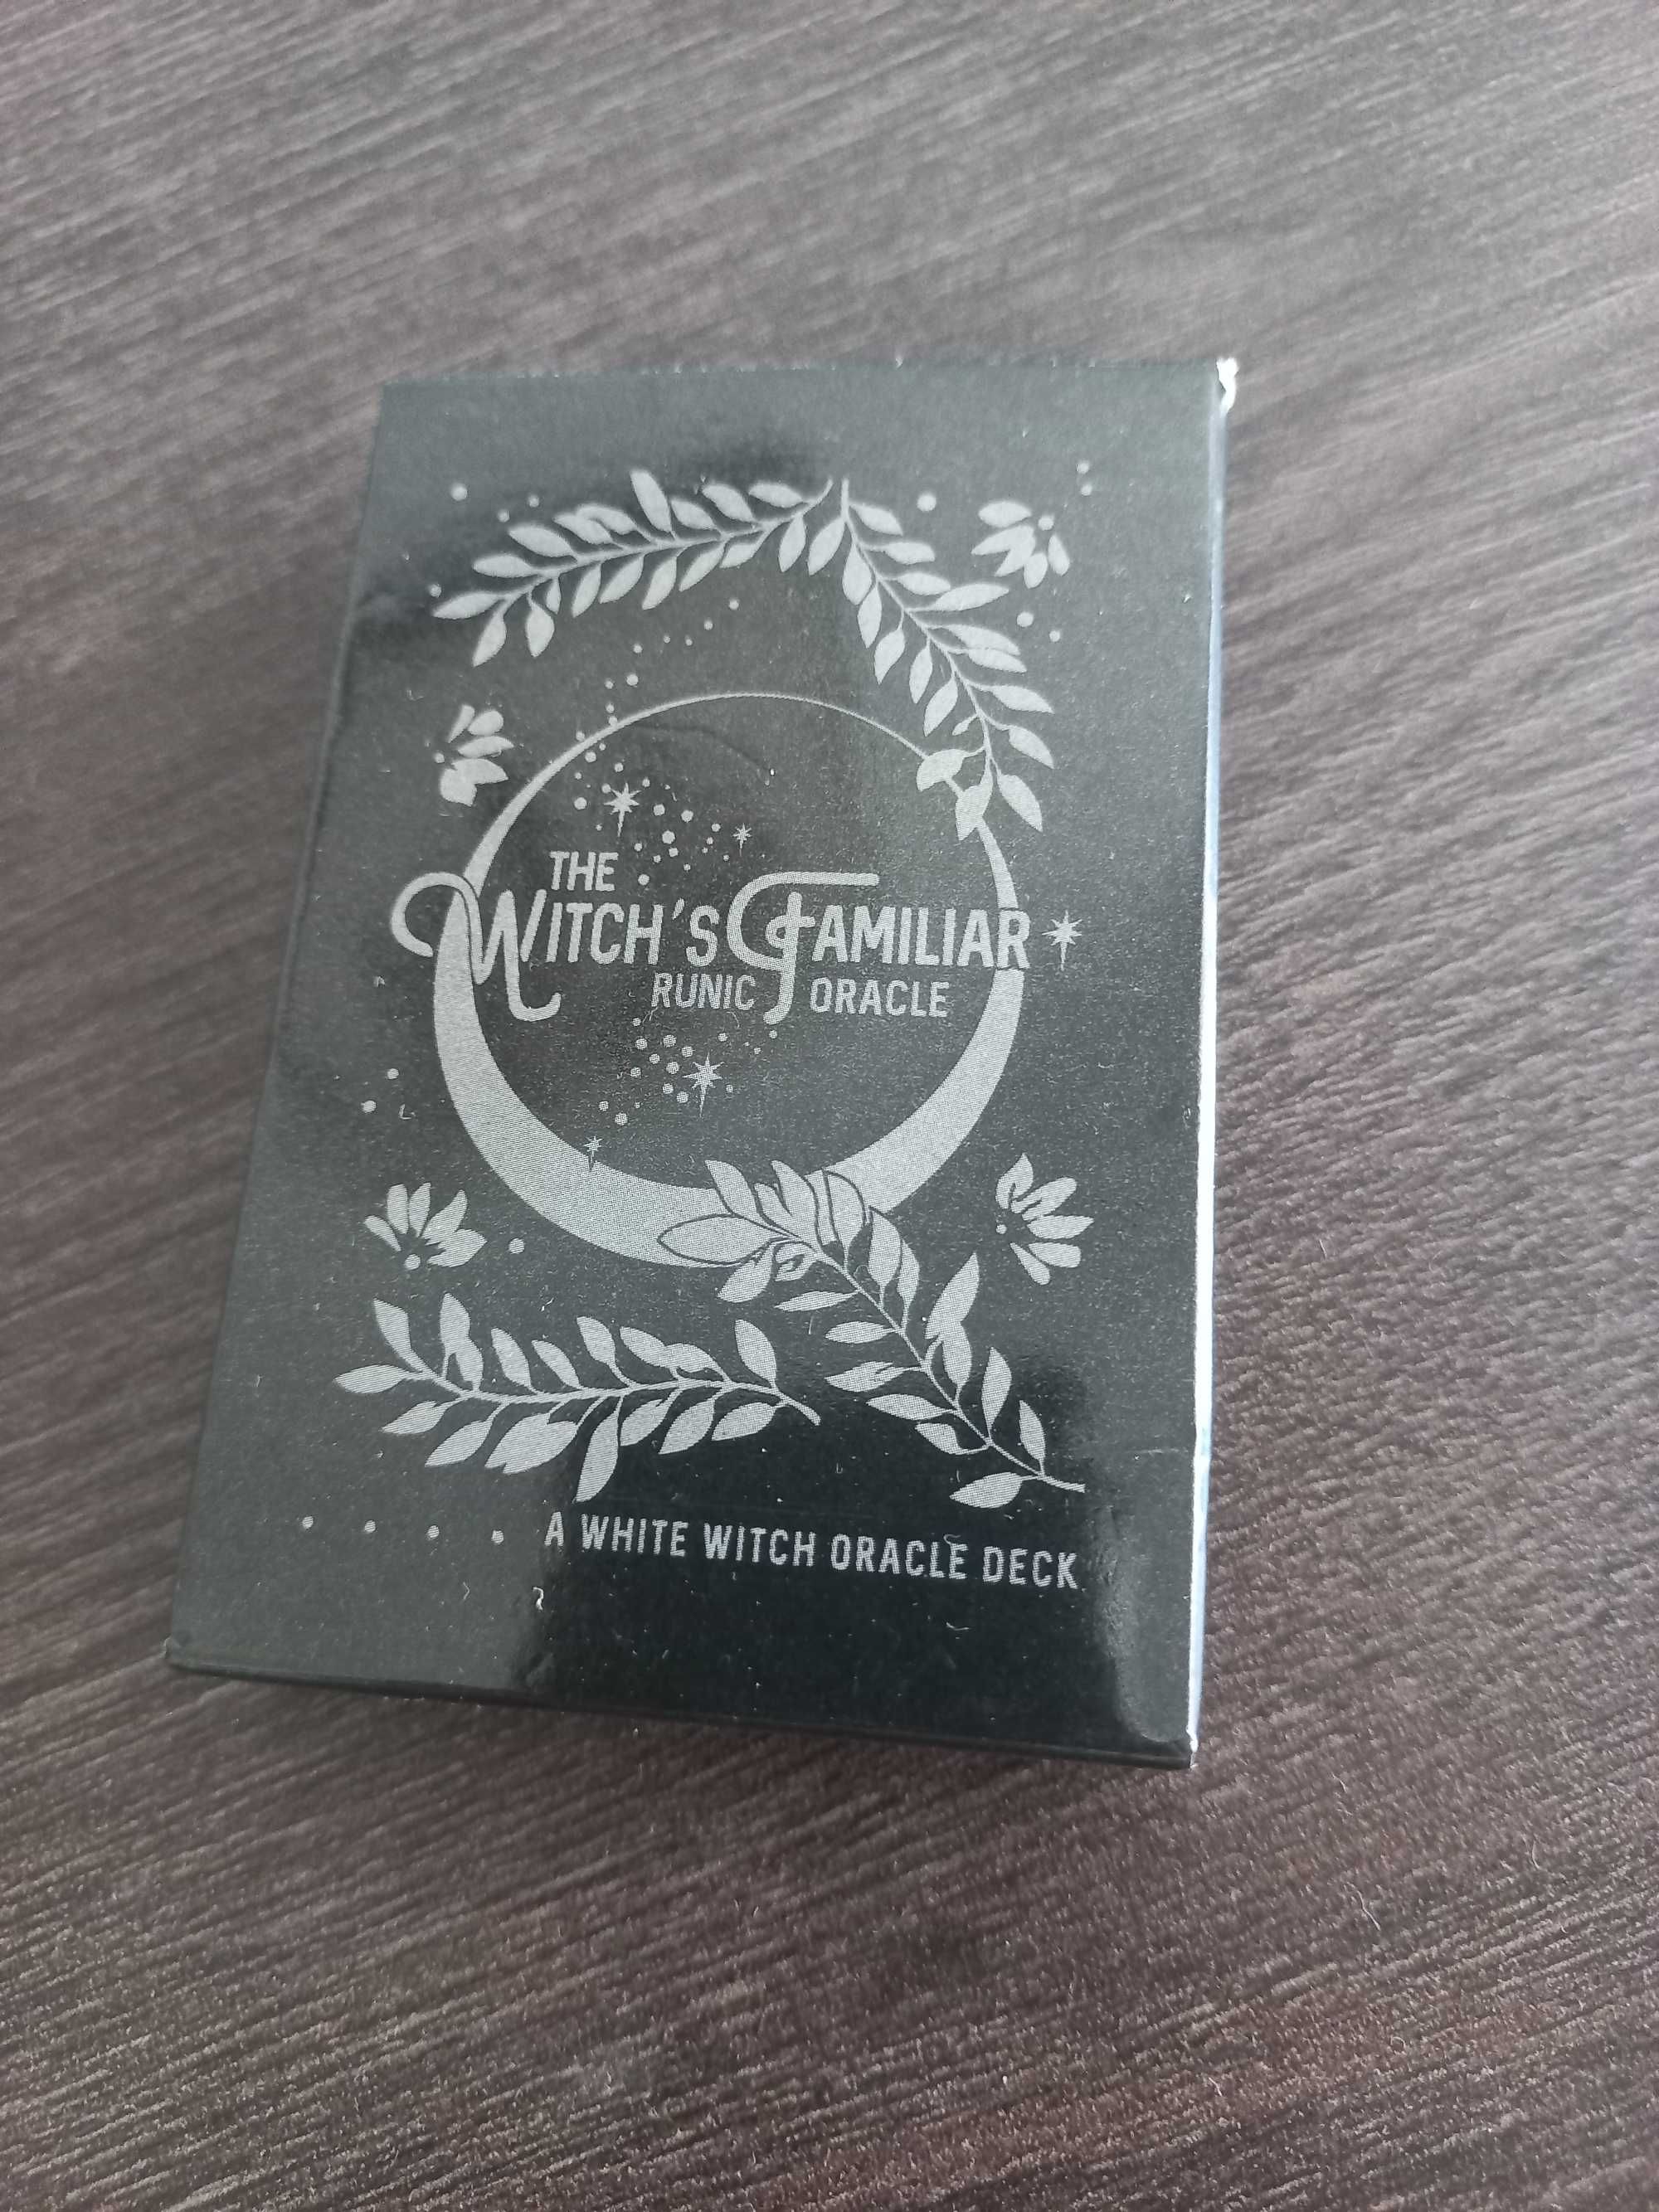 THE
WITCH'S FAMILIAR
RUNIC ORACLE
A WHITE WITCH ORACLE DECK